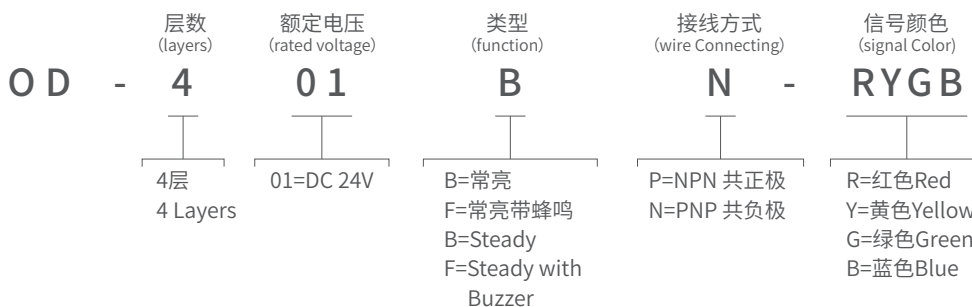 层数 额定电压 类型 接线方式 信号颜色
(layers) (rated voltage) (function) (wire Connecting) (signal Color)
OD - 4 01 B N - RYGB
4层 01=DC 24V B=常亮 P=NPN 共正极 R=红色Red
4 Layers F=常亮带蜂鸣 N=PNP 共负极 Y=黄色Yellow
B=Steady G=绿色Green
F=Steady with B=蓝色Blue
Buzzer